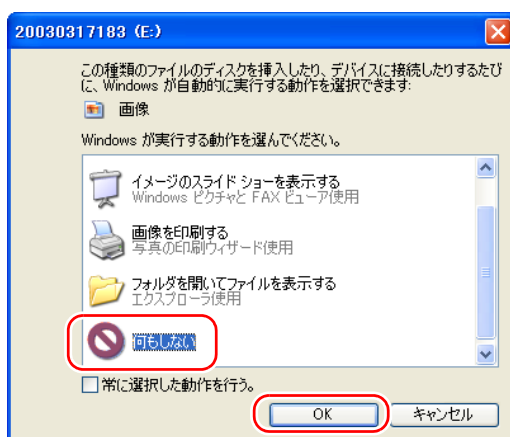 20030317183 (E:)
この種類のファイルのディスクを挿入したり、デバイスに接続したりするたび
に、Windows が自動的に実行する動作を選択できます:
画像
Windows が実行する動作を選んでください。
イメージのスライド ショーを表示する
Windows ピクチャと FAX ビューア使用
画像を印刷する
写真の印刷ウィザード使用
フォルダを開いてファイルを表示する
エクスプローラ使用
何もしない
常に選択した動作を行う。
OK
キャンセル